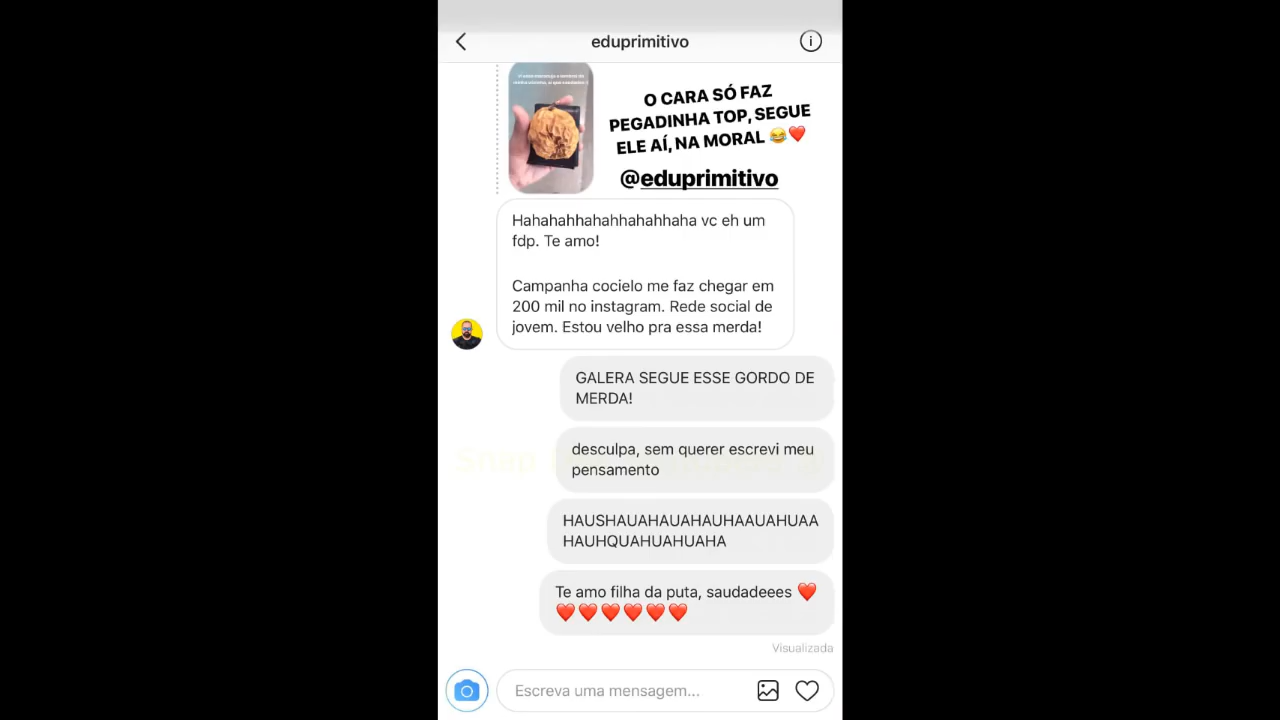 eduprimitivo
O CARA SÓ FAZ
PEGADINHA TOP, SEGUE
ELE AÍ, NA MORAL 😂❤️
@eduprimitivo
Hahahahhahahhahahhaha vc eh um
fdp. Te amo!
Campanha cocielo me faz chegar em
200 mil no instagram. Rede social de
jovem. Estou velho pra essa merda!
GALERA SEGUE ESSE GORDO DE
MERDA!
desculpa, sem querer escrevi meu
pensamento
HAUSHAUAHAUAHAUHAAUAHUAA
HAUHQUAHUAHUAHA
Te amo filha da puta, saudadeees ❤️
❤️❤️❤️❤️❤️❤️
Visualizada
Escreva uma mensagem...